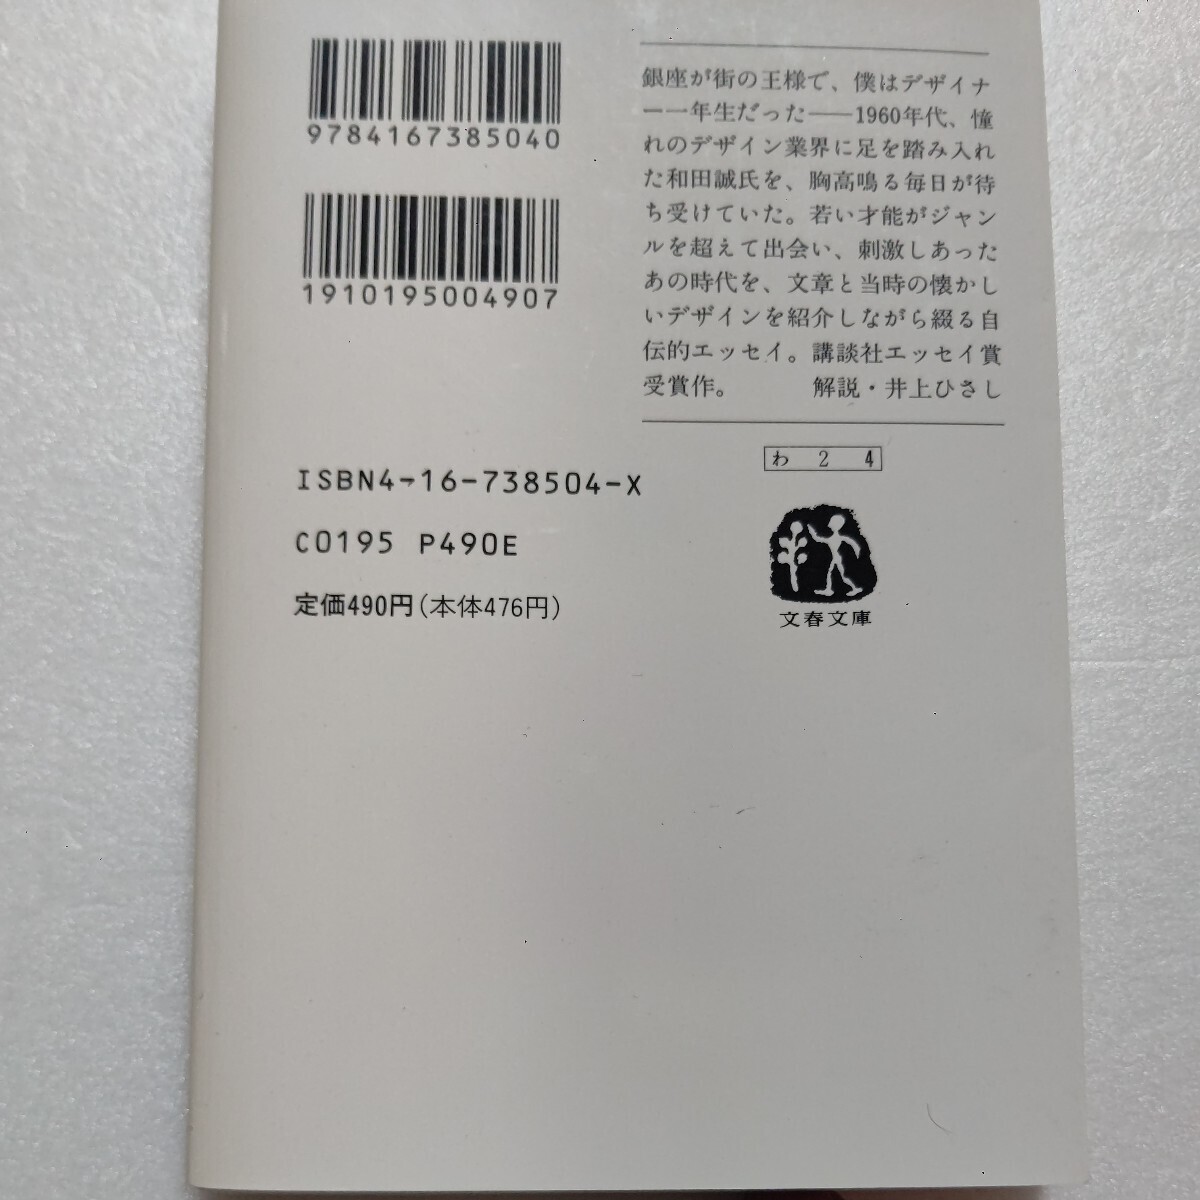 9784167385040
1910195004907
銀座が街の王様で、僕はデザイナ
ー一年生だった――1960年代、憧
れのデザイン業界に足を踏み入れ
た和田誠氏を、胸高鳴る毎日が待
ち受けていた。若い才能がジャン
ルを超えて出会い、刺激しあった
あの時代を、文章と当時の懐かし
いデザインを紹介しながら綴る自
伝的エッセイ。講談社エッセイ賞
受賞作。　　　解説・井上ひさし
わ 2 4
文春文庫
ISBN4-16-738504-X
C0195 P490E
定価490円(本体476円)